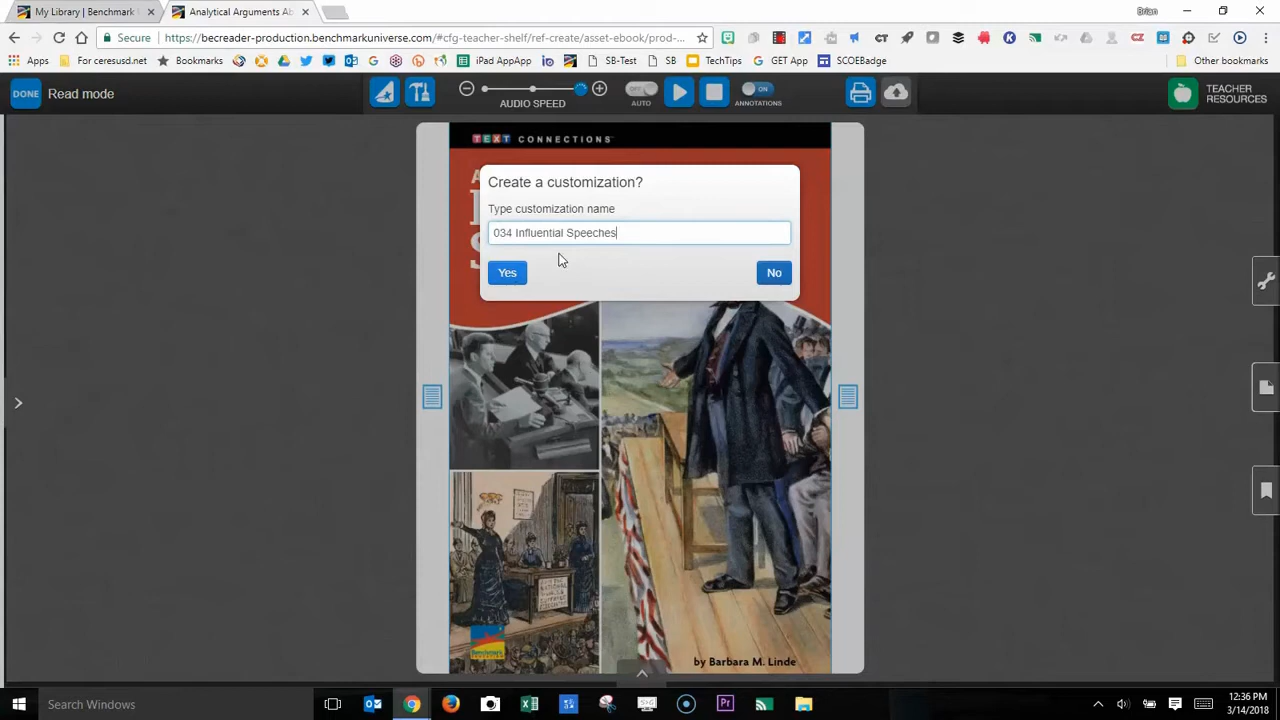 My Library | Benchmark
Analytical Arguments Ab
Brian
Secure
https://becreader-production.benchmarkuniverse.com/#cfg-teacher-shelf/ref-create/asset-ebook/prod-...
Apps
For ceresit.net
Bookmarks
iPad AppApp
SB-Test
SB
TechTips
GET App
SCOEBadge
Other bookmarks
DONE
Read mode
AUDIO SPEED
OFF
AUTO
ON
ANNOTATIONS
TEACHER
RESOURCES
TEXT CONNECTIONS
Create a customization?
Type customization name
034 Influential Speeches
Yes
No
by Barbara M. Linde
Search Windows
12:36 PM
3/14/2018